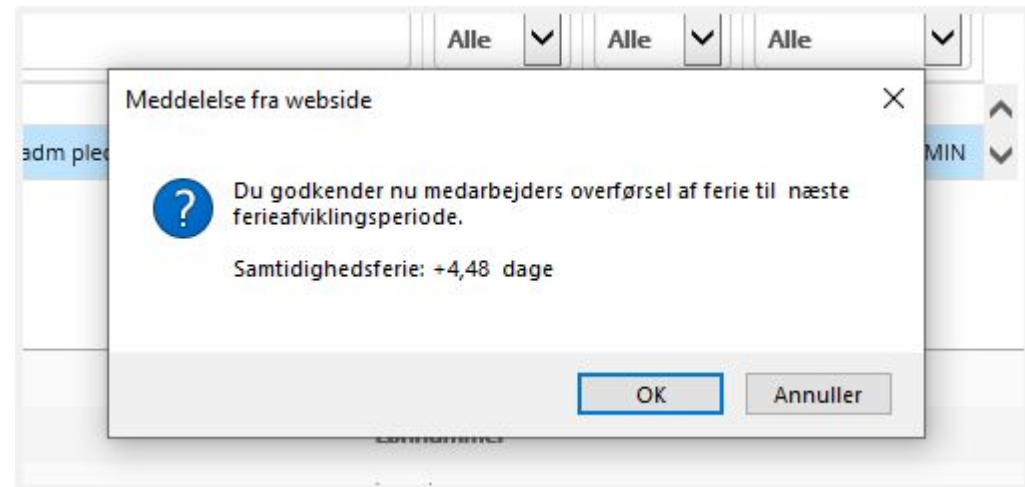 Alle Alle Alle
Meddelelse fra webside
adm MIN
Du godkender nu medarbejders overførsel af ferie til næste
ferieafviklingsperiode.
Samtidighedsferie: +4,48 dage
OK Annuller